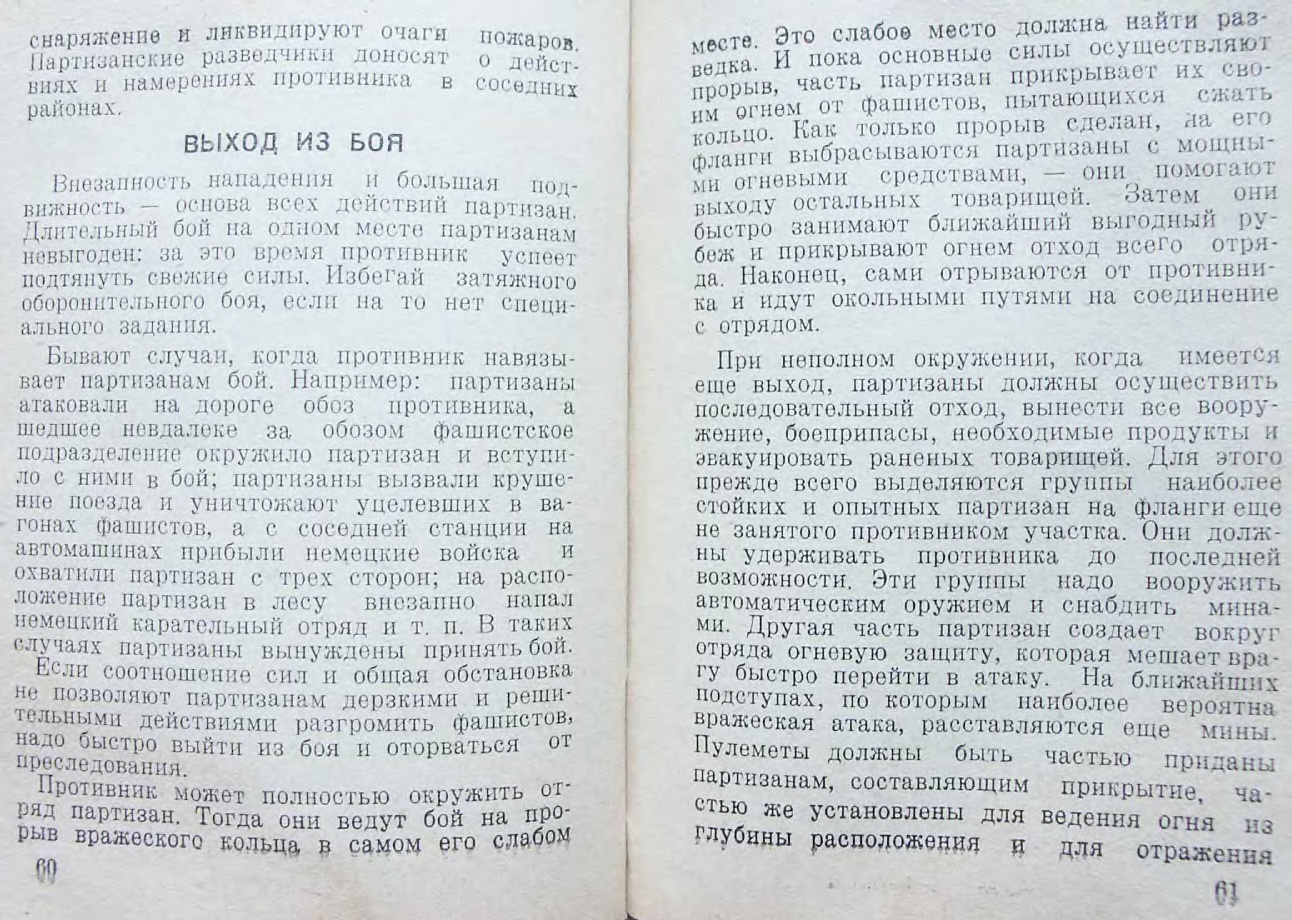 снаряжение и ликвидируют очаги пожаров.
Партизанские разведчики доносят о дейст-
виях и намерениях противника в соседних
районах.
ВЫХОД ИЗ БОЯ
Внезапность нападения и большая под-
вижность — основа всех действий партизан.
Длительный бой на одном месте партизанам
невыгоден: за это время противник успеет
подтянуть свежие силы. Избегай затяжного
оборонительного боя, если на то нет специ-
ального задания.
Бывают случаи, когда противник навязы-
вает партизанам бой. Например: партизаны
атаковали на дороге обоз противника, а
шедшее невдалеке за обозом фашистское
подразделение окружило партизан и вступи-
ло с ними в бой; партизаны вызвали круше-
ние поезда и уничтожают уцелевших в ва-
гонах фашистов, а с соседней станции на
автомашинах прибыли немецкие войска и
охватили партизан с трех сторон; на распо-
ложение партизан в лесу внезапно напал
немецкий карательный отряд и т. п. В таких
случаях партизаны вынуждены принять бой.
Если соотношение сил и общая обстановка
не позволяют партизанам дерзкими и реши-
тельными действиями разгромить фашистов,
надо быстро выйти из боя и оторваться от
преследования.
Противник может полностью окружить от-
ряд партизан. Тогда они ведут бой на про-
рыв вражеского кольца в самом его слабом
60
месте. Это слабое место должна найти раз-
ведка. И пока основные силы осуществляют
прорыв, часть партизан прикрывает их сво-
им огнем от фашистов, пытающихся сжать
кольцо. Как только прорыв сделан, на его
фланги выбрасываются партизаны с мощны-
ми огневыми средствами, — они помогают
выходу остальных товарищей. Затем они
быстро занимают ближайший выгодный ру-
беж и прикрывают огнем отход всего отря-
да. Наконец, сами отрываются от противни-
ка и идут окольными путями на соединение
с отрядом.
При неполном окружении, когда имеется
еще выход, партизаны должны осуществить
последовательный отход, вынести все воору-
жение, боеприпасы, необходимые продукты и
эвакуировать раненых товарищей. Для этого
прежде всего выделяются группы наиболее
стойких и опытных партизан на фланги еще
не занятого противником участка. Они долж-
ны удерживать противника до последней
возможности. Эти группы надо вооружить
автоматическим оружием и снабдить мина-
ми. Другая часть партизан создает вокруг
отряда огневую защиту, которая мешает вра-
гу быстро перейти в атаку. На ближайших
подступах, по которым наиболее вероятна
вражеская атака, расставляются еще мины.
Пулеметы должны быть частью приданы
партизанам, составляющим прикрытие, ча-
стью же установлены для ведения огня из
глубины расположения и для отражения
61